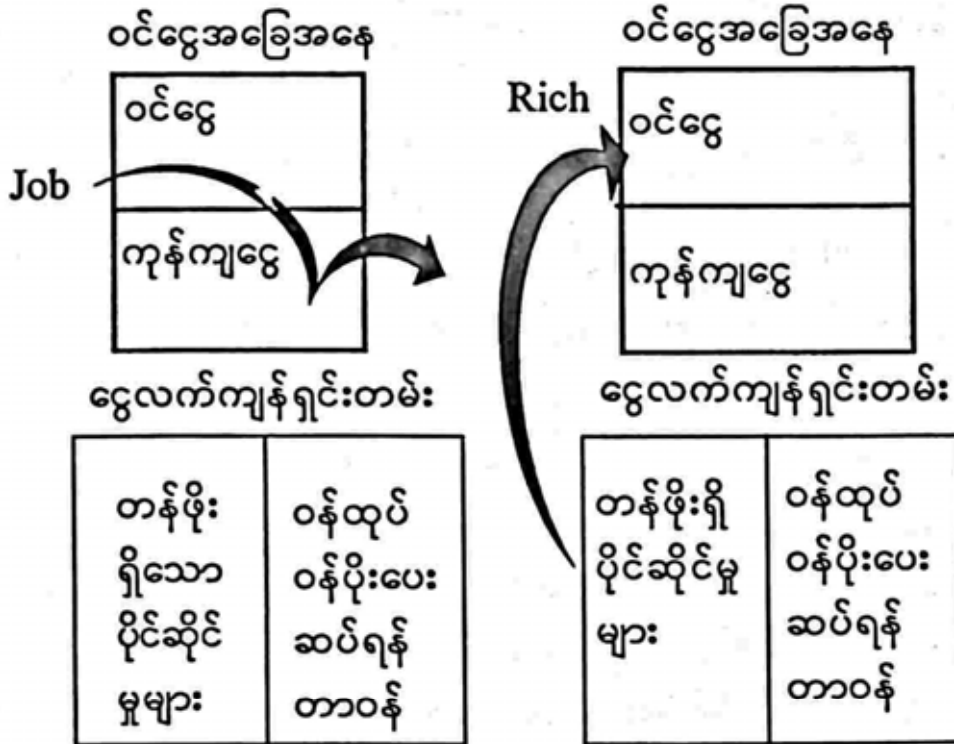 ဝင်ငွေအခြေအနေ
ဝင်ငွေ
Job
ကုန်ကျငွေ
ငွေလက်ကျန်ရှင်းတမ်း
တန်ဖိုး
ရှိသော
ပိုင်ဆိုင်
မှုများ
ဝန်ထုပ်
ဝန်ပိုးပေး
ဆပ်ရန်
တာဝန်
ဝင်ငွေအခြေအနေ
Rich
ဝင်ငွေ
ကုန်ကျငွေ
ငွေလက်ကျန်ရှင်းတမ်း
တန်ဖိုးရှိ
ပိုင်ဆိုင်မှု
များ
ဝန်ထုပ်
ဝန်ပိုးပေး
ဆပ်ရန်
တာဝန်